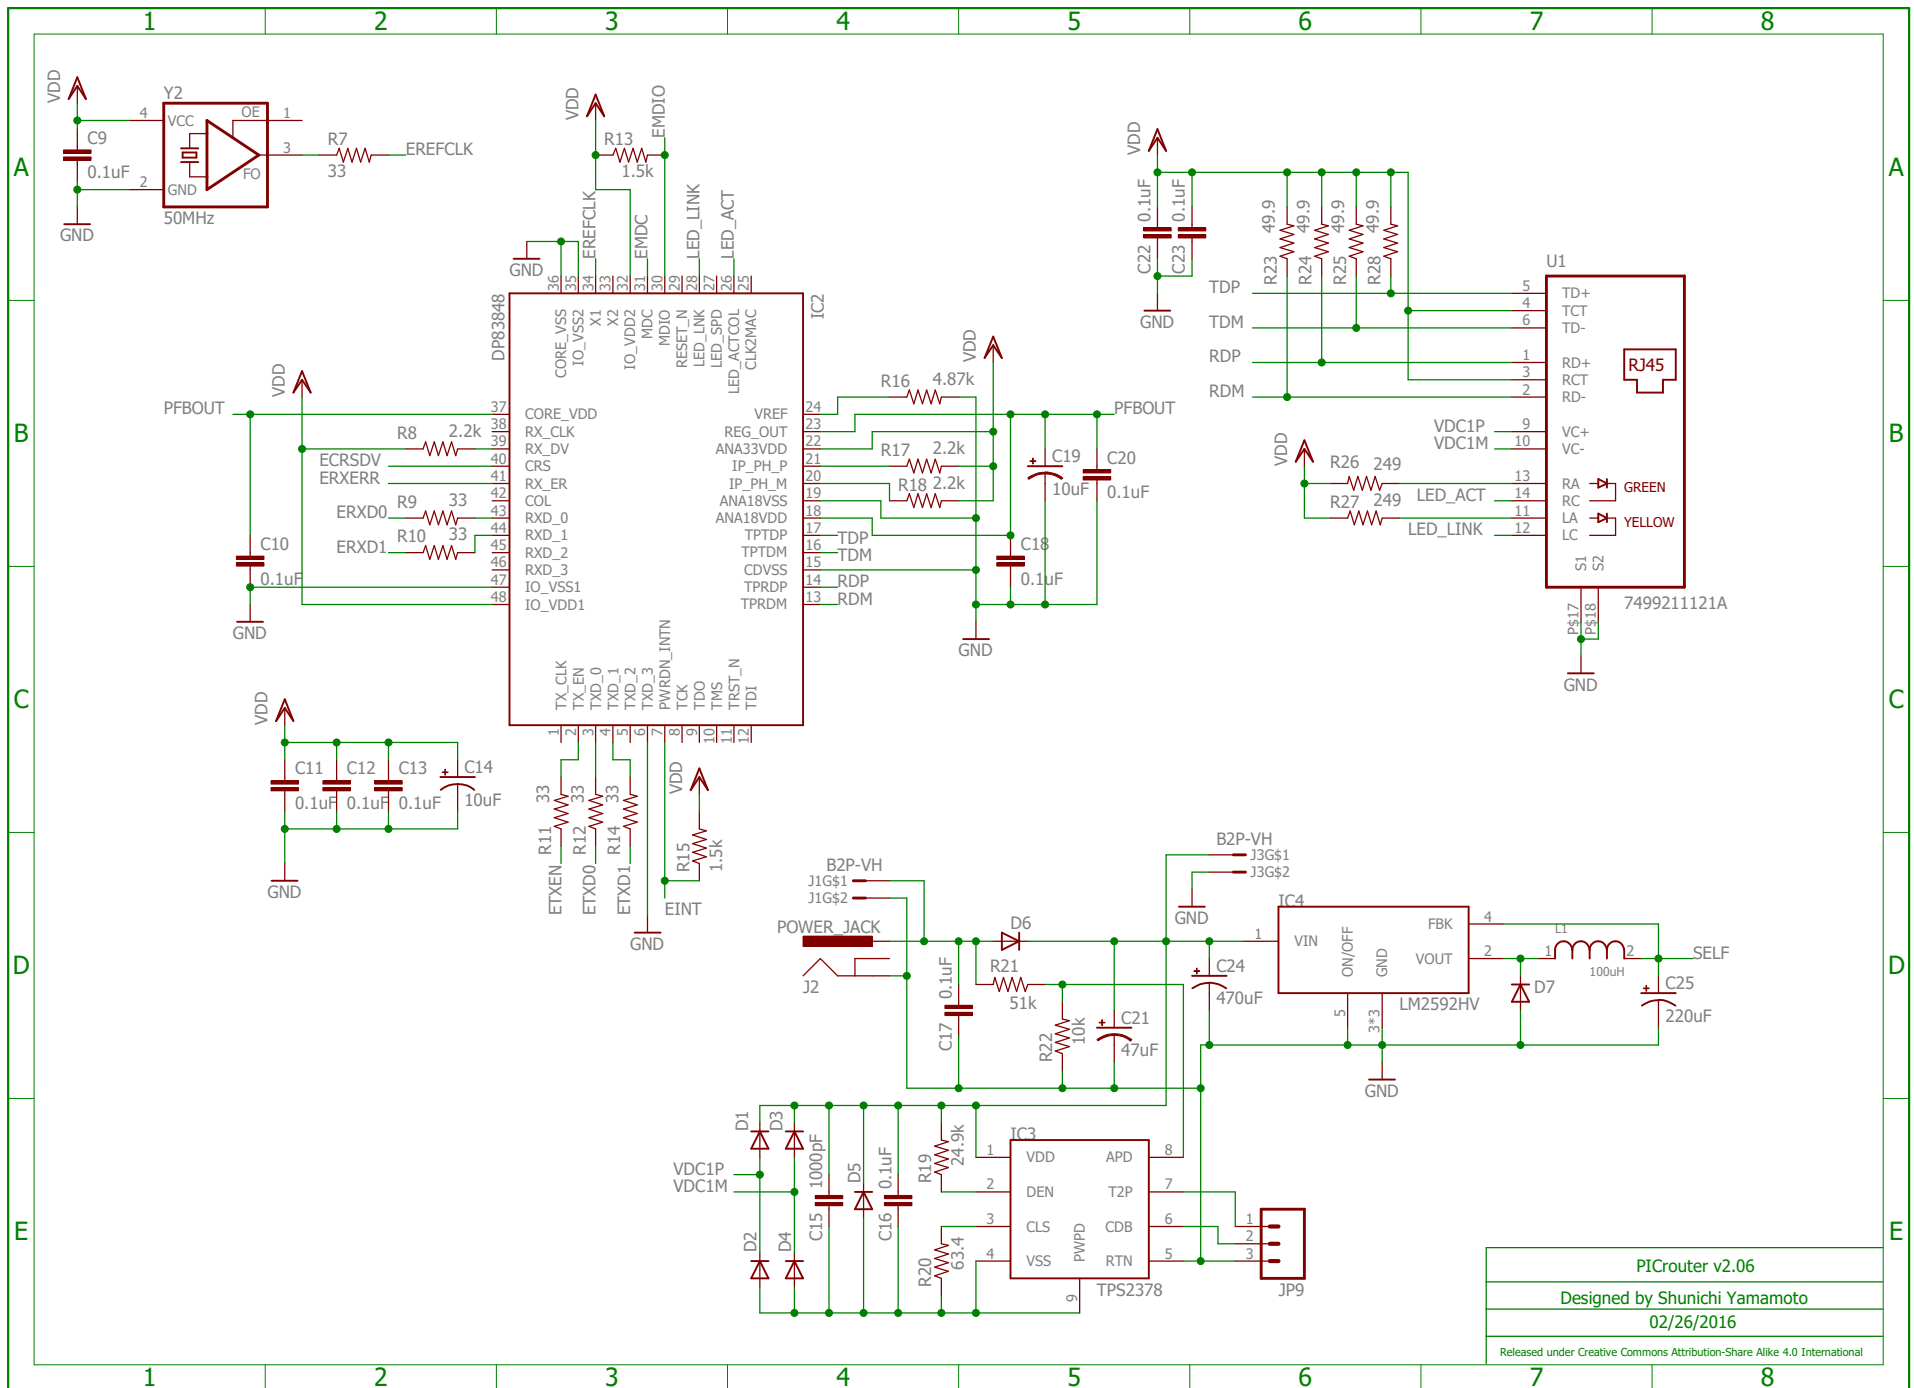 1 2 3 4 5 6 7 8
A
B
C
D
E
A
B
C
D
E
1 2 3 4 5 6 7 8
VDD
Y2
4 VCC
OE 1
C9
0.1uF
3
FO
2 GND
50MHz
GND
R7
33
EREFCLK
VDD
R13
1.5k
EMDIO
EREFCLK
EMDC
LED_LINK
LED_ACT
GND
36 35 34 33 32 31 30 29 28 27 26 25
CORE_VSS
IO_VSS2
X1
X2
IO_VDD2
MDC
MDIO
RESET_N
LED_LNK
LED_SPD
LED_ACTCOL
CLK2MAC
DP83848
IC2
PFBOUT
VDD
R8 2.2k
ECRSDV
ERXERR
ERXD0
R9 33
ERXD1
R10 33
C10
0.1uF
GND
37 CORE_VDD
38 RX_CLK
39 RX_DV
40 CRS
41 RX_ER
42 COL
43 RXD_0
44 RXD_1
45 RXD_2
46 RXD_3
47 IO_VSS1
48 IO_VDD1
VREF 24
REG_OUT 23
ANA33VDD 22
IP_PH_P 21
IP_PH_M 20
ANA18VSS 19
ANA18VDD 18
TPTDP 17
TPTDM 16
CDVSS 15
TPRDP 14
TPRDM 13
TDP
TDM
RDP
RDM
TX_CLK
TX_EN
TXD_0
TXD_1
TXD_2
TXD_3
PWRDN_INTN
TCK
TDO
TMS
TRST_N
TDI
1 2 3 4 5 6 7 8 9 10 11 12
VDD
R16 4.87k
PFBOUT
R17 2.2k
R18 2.2k
C19
10uF
C20
0.1uF
C18
0.1uF
GND
VDD
C11
0.1uF
C12
0.1uF
C13
0.1uF
C14
10uF
GND
R11 33
R12 33
R14 33
ETXEN
ETXD0
ETXD1
VDD
R15 1.5k
EINT
GND
VDD
C22 0.1uF
C23 0.1uF
GND
R23 49.9
R24 49.9
R25 49.9
R28 49.9
TDP
TDM
RDP
RDM
U1
5 TD+
4 TCT
6 TD-
1 RD+
3 RCT
2 RD-
RJ45
VDC1P 9 VC+
VDC1M 10 VC-
VDD
R26 249
13 RA
LED_ACT 14 RC
GREEN
R27 249
11 LA
LED_LINK 12 LC
YELLOW
S1 S2
P$17
P$18
7499211121A
GND
B2P-VH
J1G$1
J1G$2
POWER_JACK
J2
C17 0.1uF
D6
R21
51k
R22 10k
C21
47uF
B2P-VH
J3G$1
J3G$2
GND
C24
470uF
IC4
1 VIN
ON/OFF
GND
FBK 4
VOUT 2
5
3*3
LM2592HV
L1
1 2
100uH
SELF
D7
C25
220uF
GND
VDC1P
VDC1M
D1
D3
D2
D4
C15 1000pF
D5
C16 0.1uF
R19 24.9k
R20 63.4
IC3
1 VDD
2 DEN
3 CLS
4 VSS
APD 8
T2P 7
CDB 6
RTN 5
PWPD
9
TPS2378
1
2
3
JP9
PICrouter v2.06
Designed by Shunichi Yamamoto
02/26/2016
Released under Creative Commons Attribution-Share Alike 4.0 International